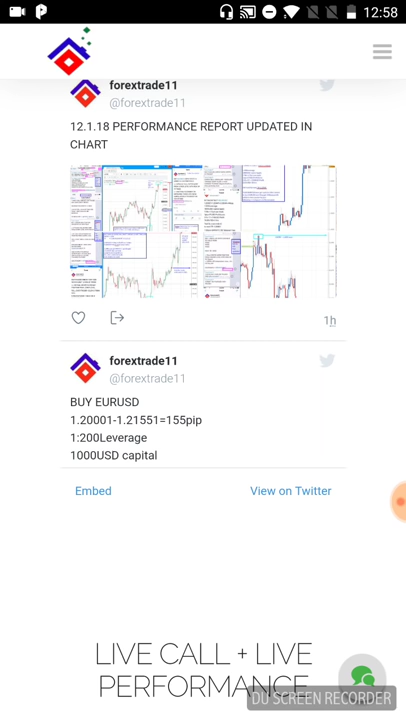 12:58
forextrade11
@forextrade11
12.1.18 PERFORMANCE REPORT UPDATED IN
CHART
1h
forextrade11
@forextrade11
BUY EURUSD
1.20001-1.21551=155pip
1:200Leverage
1000USD capital
Embed
View on Twitter
LIVE CALL + LIVE
PERFORMANCE
DU SCREEN RECORDER